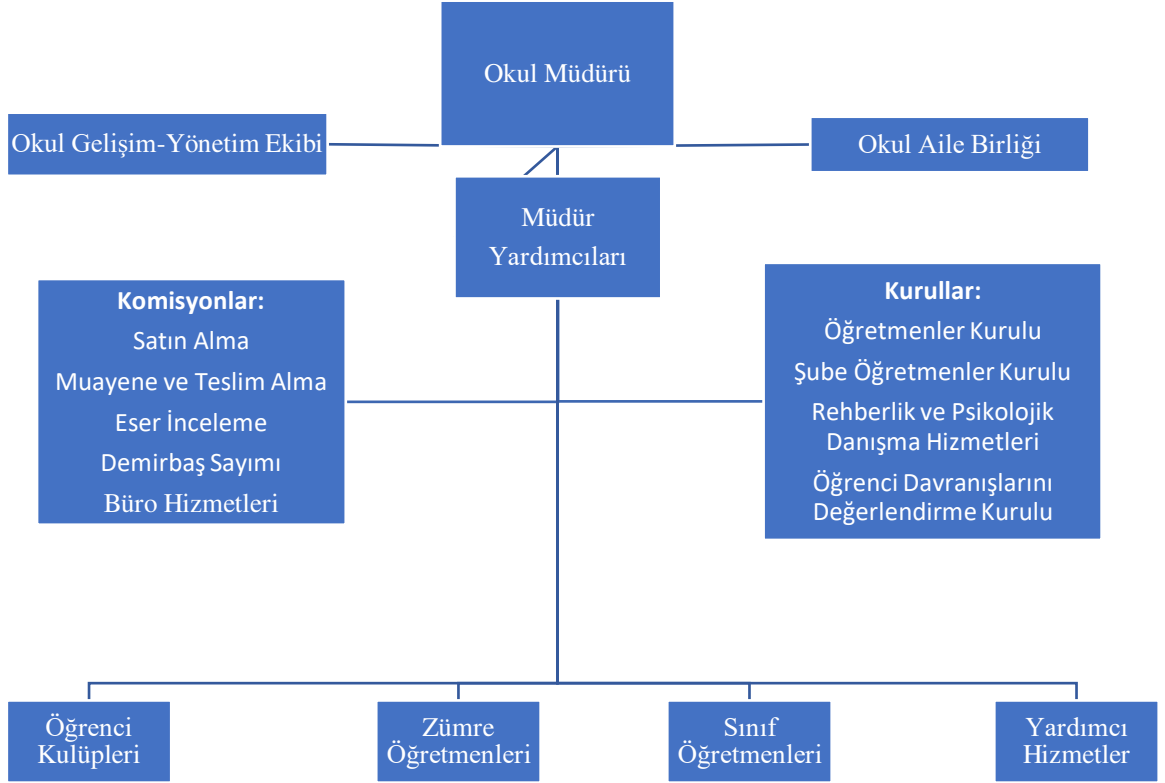 Okul Müdürü
Okul Gelişim-Yönetim Ekibi
Okul Aile Birliği
Müdür
Yardımcıları
Komisyonlar:
Satın Alma
Muayene ve Teslim Alma
Eser İnceleme
Demirbaş Sayımı
Büro Hizmetleri
Kurullar:
Öğretmenler Kurulu
Şube Öğretmenler Kurulu
Rehberlik ve Psikolojik
Danışma Hizmetleri
Öğrenci Davranışlarını
Değerlendirme Kurulu
Öğrenci
Kulüpleri
Zümre
Öğretmenleri
Sınıf
Öğretmenleri
Yardımcı
Hizmetler